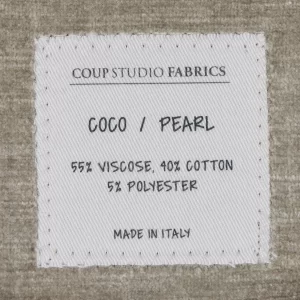 COUP STUDIO FABRICS
COCO / PEARL
55% VISCOSE, 40% COTTON
5% POLYESTER
MADE IN ITALY